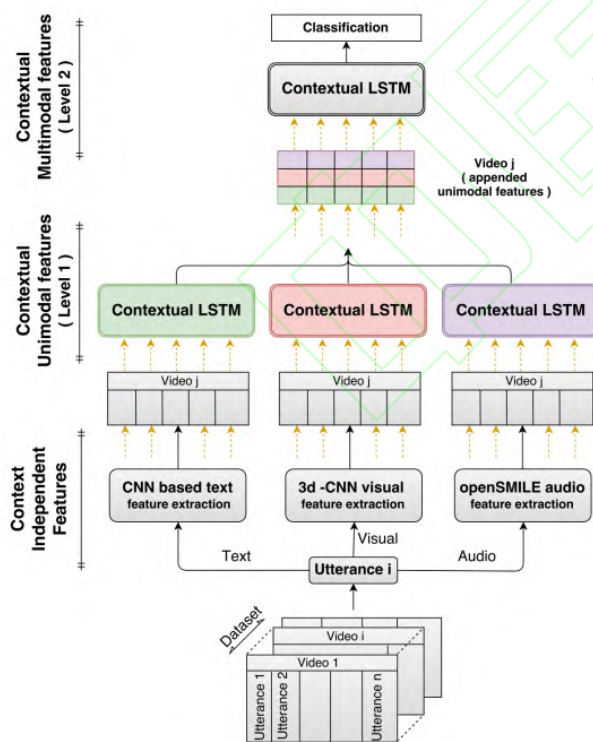 Classification
Contextual LSTM
Contextual
Multimodal features
( Level 2)
Video j
( appended
unimodal features )
Contextual
Unimodal features
( Level 1)
Contextual LSTM
Contextual LSTM
Contextual LSTM
Video j
Video j
Video j
Context
Independent
Features
CNN based text
feature extraction
3d -CNN visual
feature extraction
openSMILE audio
feature extraction
Text
Visual
Audio
Utterance i
Dataset
Video i
Video 1
Utterance 1
Utterance 2
Utterance n